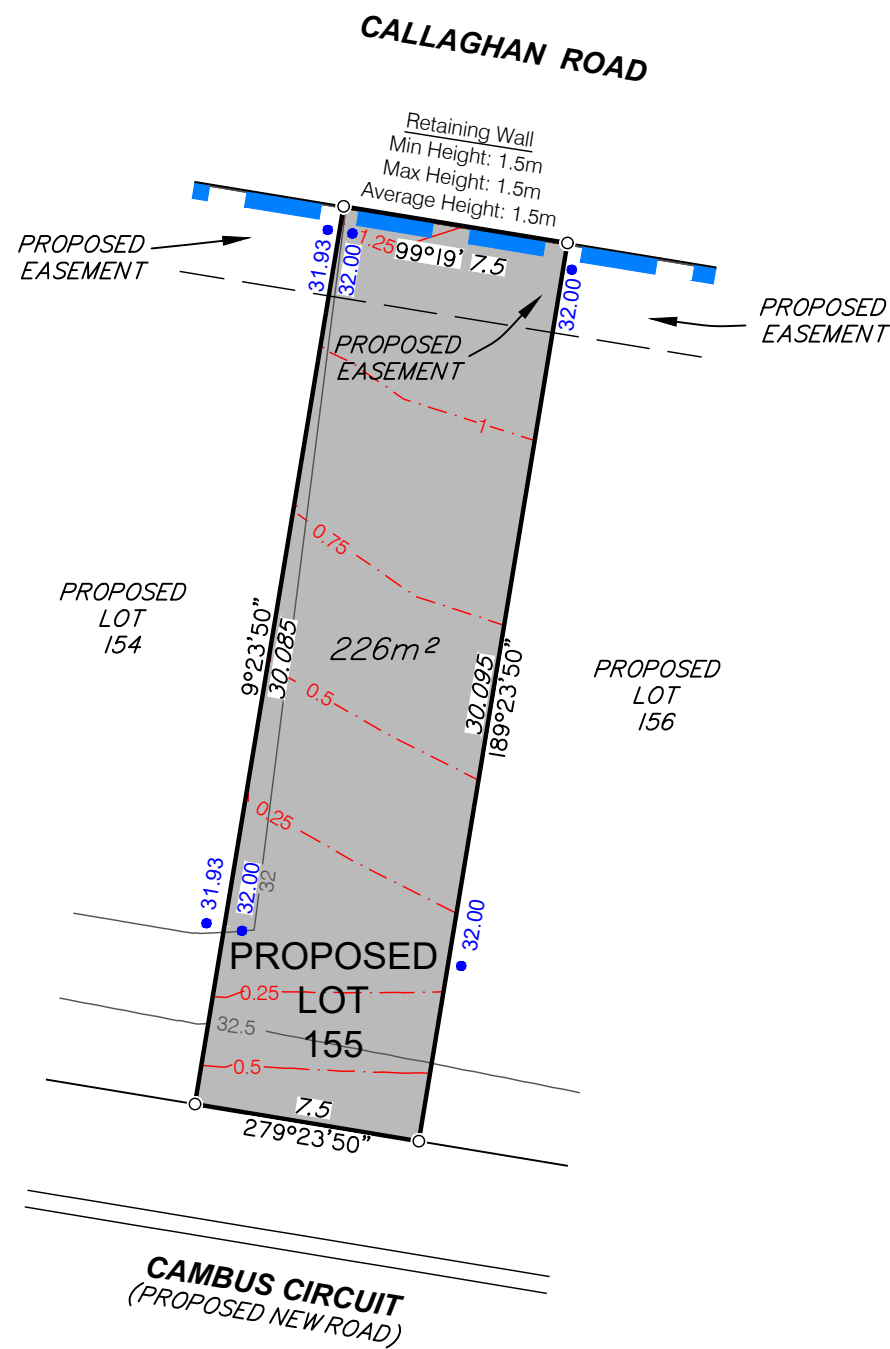 CALLAGHAN ROAD
Retaining Wall
Min Height: 1.5m
Max Height: 1.5m
Average Height: 1.5m
PROPOSED
EASEMENT
31.93
32.00
1.25
99°19'
7.5
32.00
PROPOSED
EASEMENT
PROPOSED
EASEMENT
1
0.75
PROPOSED
LOT
154
9°23'50"
30.085
226m²
30.095
189°23'50"
PROPOSED
LOT
156
0.5
0.25
31.93
32.00
32
32.00
PROPOSED
LOT
155
0.25
32.5
0.5
7.5
279°23'50"
CAMBUS CIRCUIT
(PROPOSED NEW ROAD)